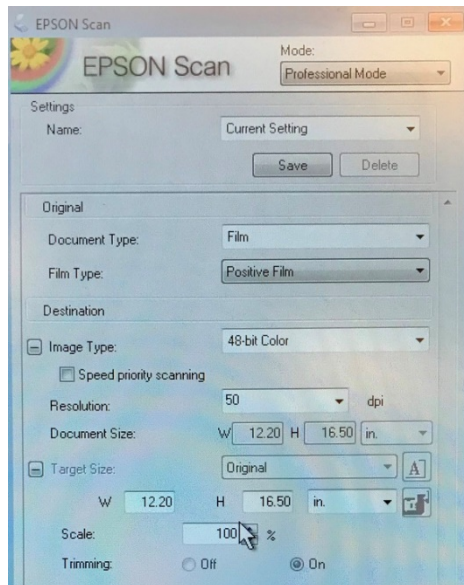 EPSON Scan
EPSON Scan
Mode:
Professional Mode
Settings
Name: Current Setting
Save Delete
Original
Document Type: Film
Film Type: Positive Film
Destination
Image Type: 48-bit Color
Speed priority scanning
Resolution: 50 dpi
Document Size: W 12.20 H 16.50 in.
Target Size: Original A
W 12.20 H 16.50 in.
Scale: 100 %
Trimming: Off On